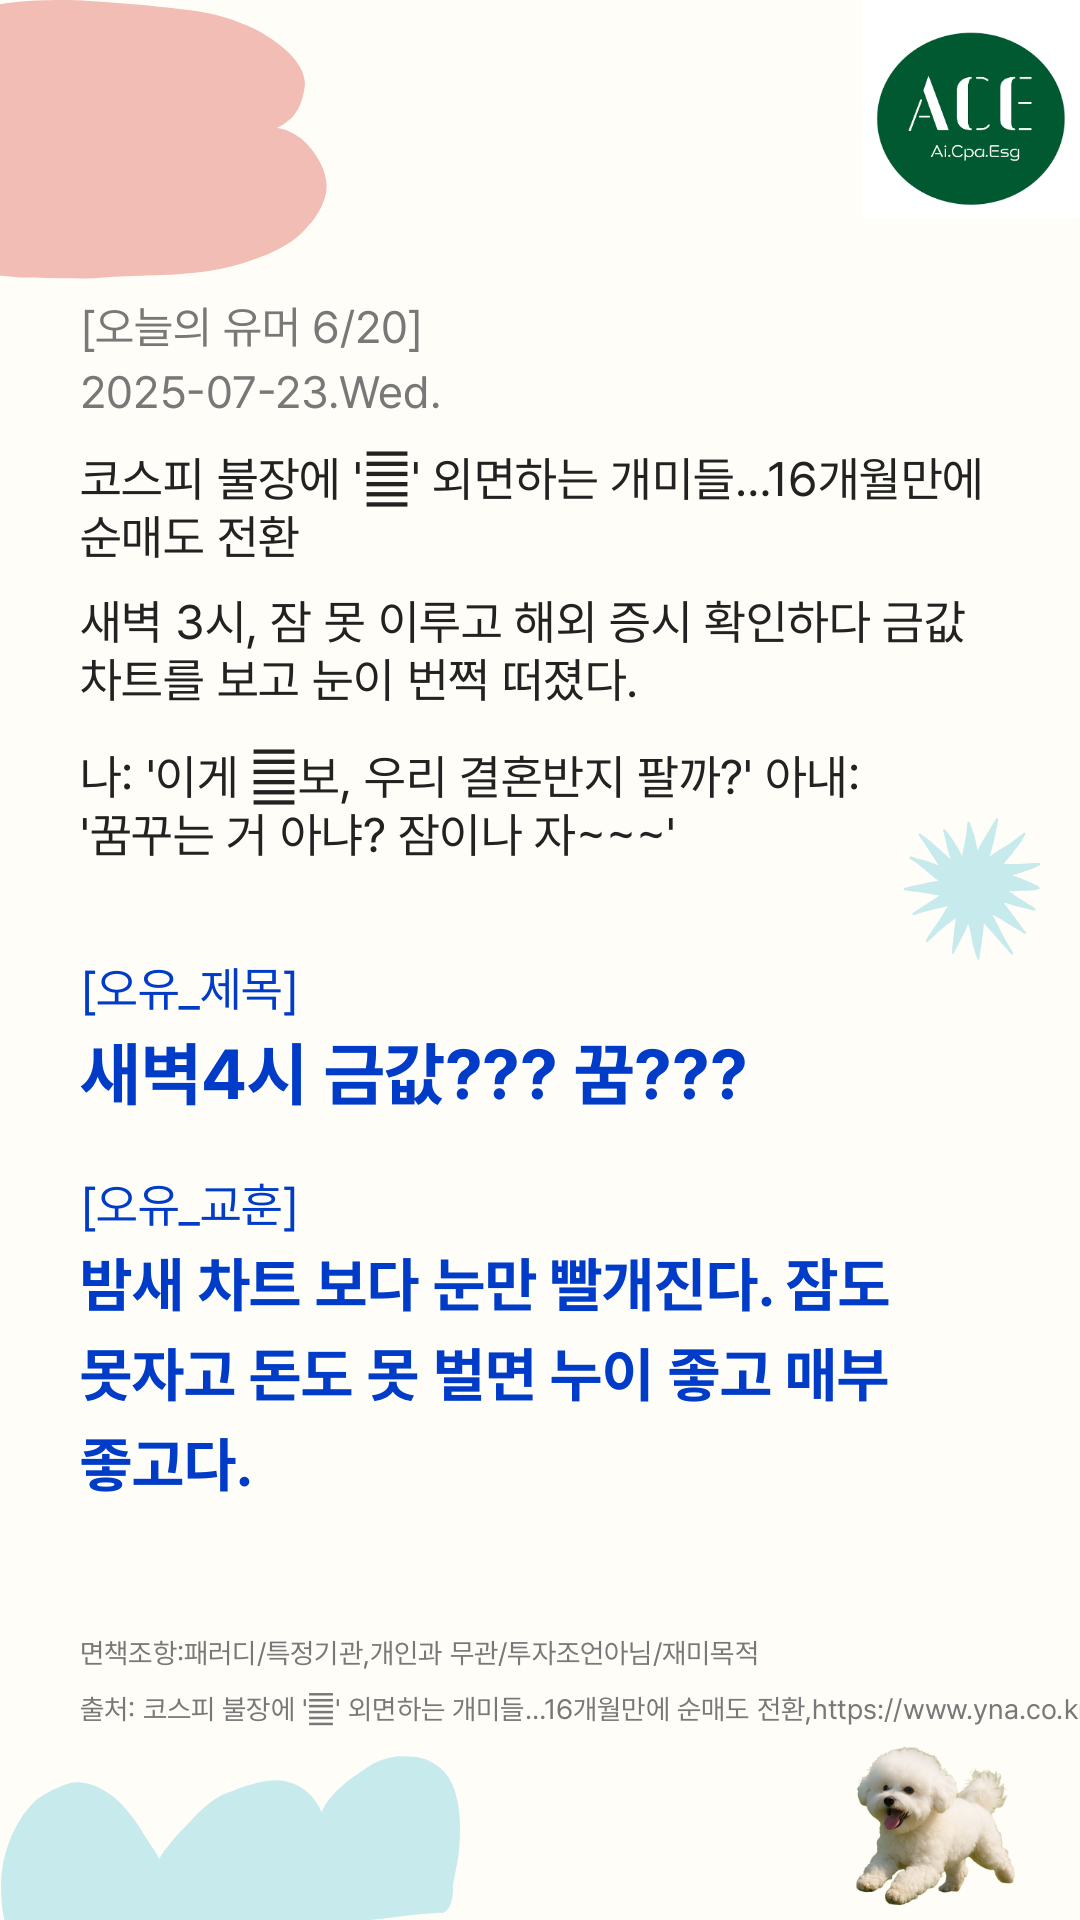 ACE
Ai.Cpa.Esg
[오늘의 유머 6/20]
2025-07-23.Wed.
코스피 불장에 '䷁' 외면하는 개미들...16개월만에
순매도 전환
새벽 3시, 잠 못 이루고 해외 증시 확인하다 금값
차트를 보고 눈이 번쩍 떠졌다.
나: '이게 보, 우리 결혼반지 팔까?' 아내:
'꿈꾸는 거 아냐? 잠이나 자~~~'
[오유_제목]
새벽4시 금값??? 꿈???
[오유_교훈]
밤새 차트 보다 눈만 빨개진다. 잠도
못자고 돈도 못 벌면 누이 좋고 매부
좋고다.
면책조항:패러디/특정기관,개인과 무관/투자조언아님/재미목적
출처: 코스피 불장에 '' 외면하는 개미들...16개월만에 순매도 전환,https://www.yna.co.k